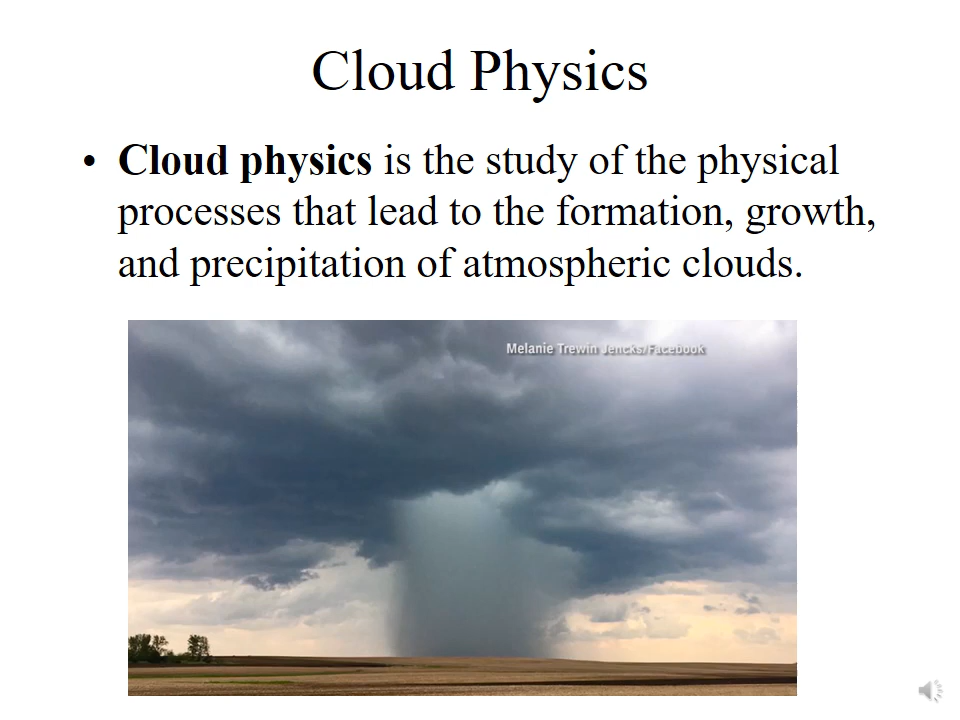 Cloud Physics
• Cloud physics is the study of the physical
processes that lead to the formation, growth,
and precipitation of atmospheric clouds.
Melanie Trewin Jencks/Facebook